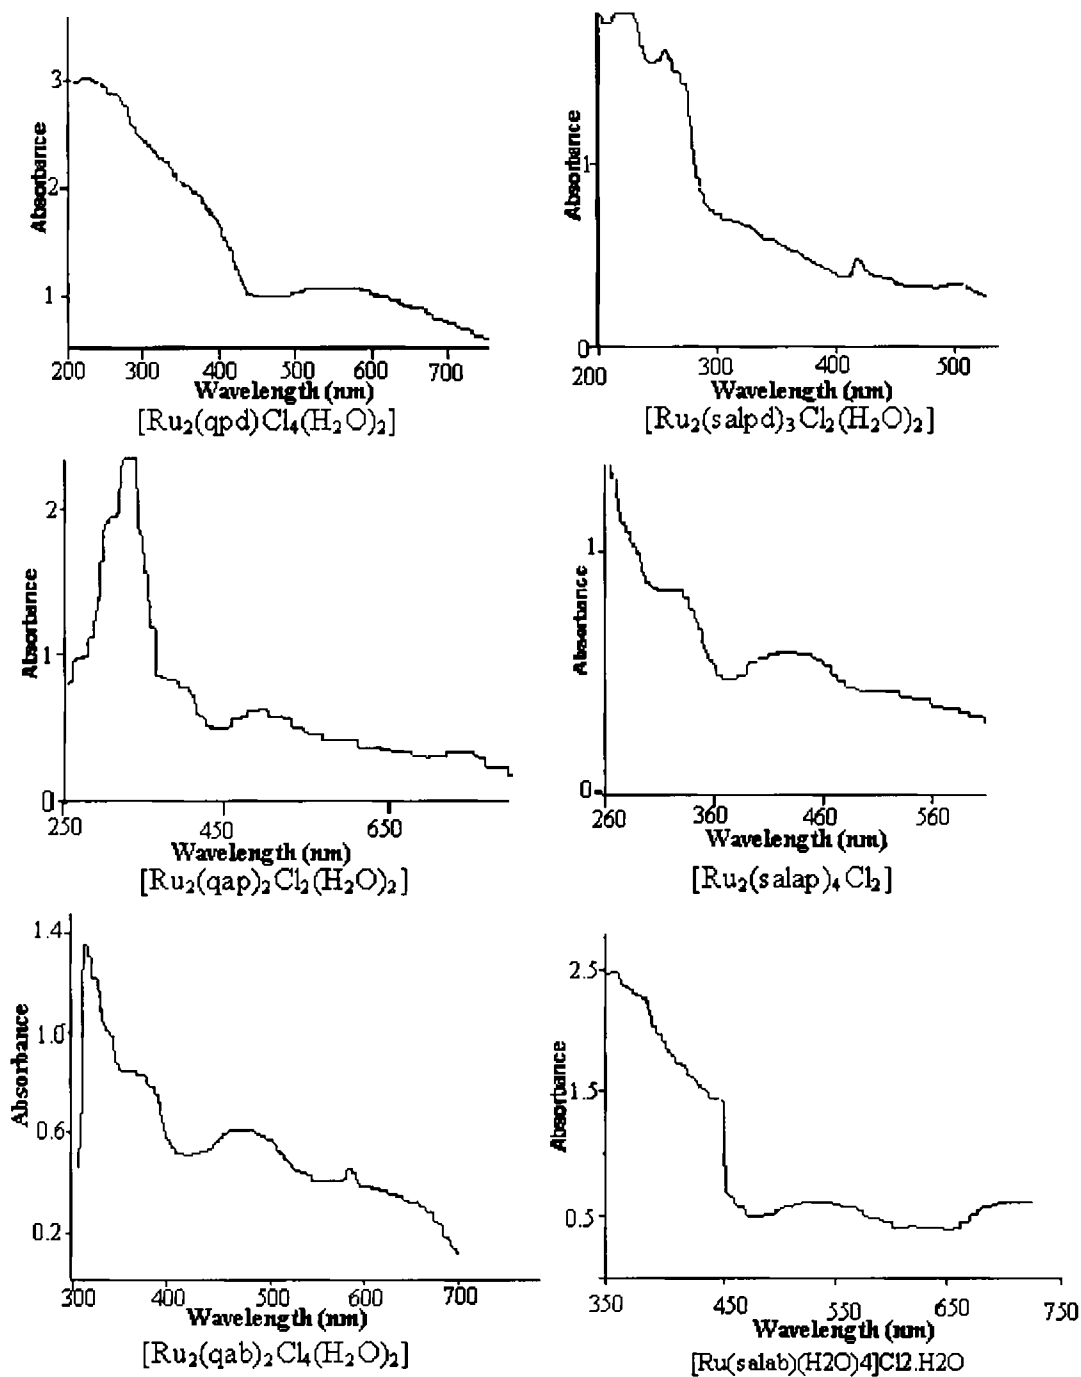 3
2
1
Absorbance
200 300 400 500 600 700
Wavelength (nm)
[Ru₂(qpd)Cl₄(H₂O)₂]
1
0
Absorbance
200 300 400 500
Wavelength (nm)
[Ru₂(salpd)₃Cl₂(H₂O)₂]
2
1
0
Absorbance
250 450 650
Wavelength (nm)
[Ru₂(qap)₂Cl₂(H₂O)₂]
1
0
Absorbance
260 360 460 560
Wavelength (nm)
[Ru₂(salap)₄Cl₂]
1.4
1.0
0.6
0.2
Absorbance
300 400 500 600 700
Wavelength (nm)
[Ru₂(qab)₂Cl₄(H₂O)₂]
2.5
1.5
0.5
Absorbance
350 450 550 650 750
Wavelength (nm)
[Ru(salab)(H2O)4]Cl2.H2O